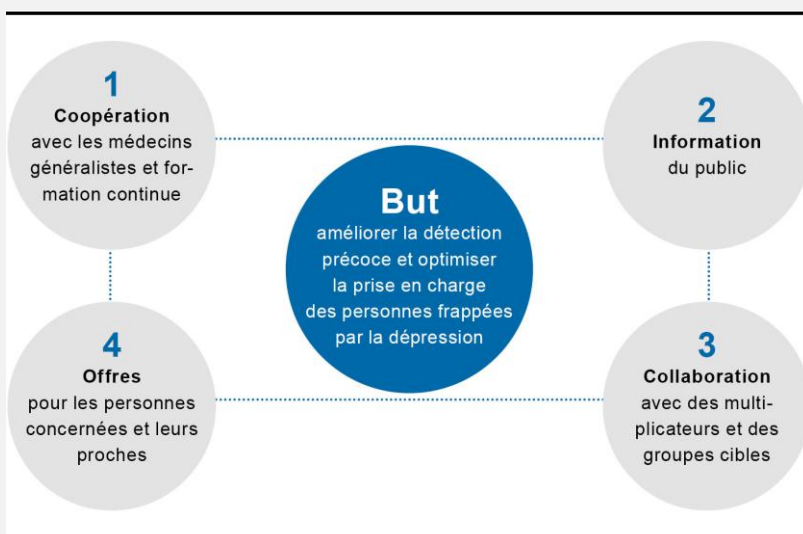 1
Coopération
avec les médecins
généralistes et for-
mation continue
2
Information
du public
But
améliorer la détection
précoce et optimiser
la prise en charge
des personnes frappées
par la dépression
4
Offres
pour les personnes
concernées et leurs
proches
3
Collaboration
avec des multi-
plicateurs et des
groupes cibles